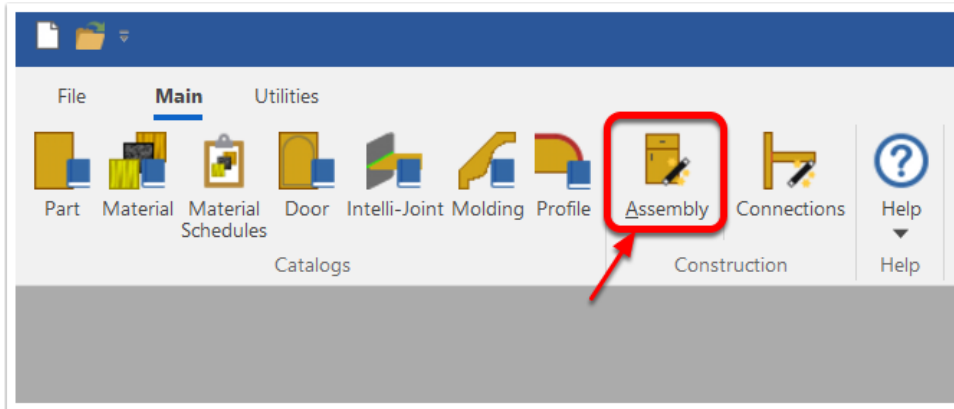 File Main Utilities
Part Material Material Schedules Door Intelli-Joint Molding Profile Assembly Connections Help
Catalogs Construction Help